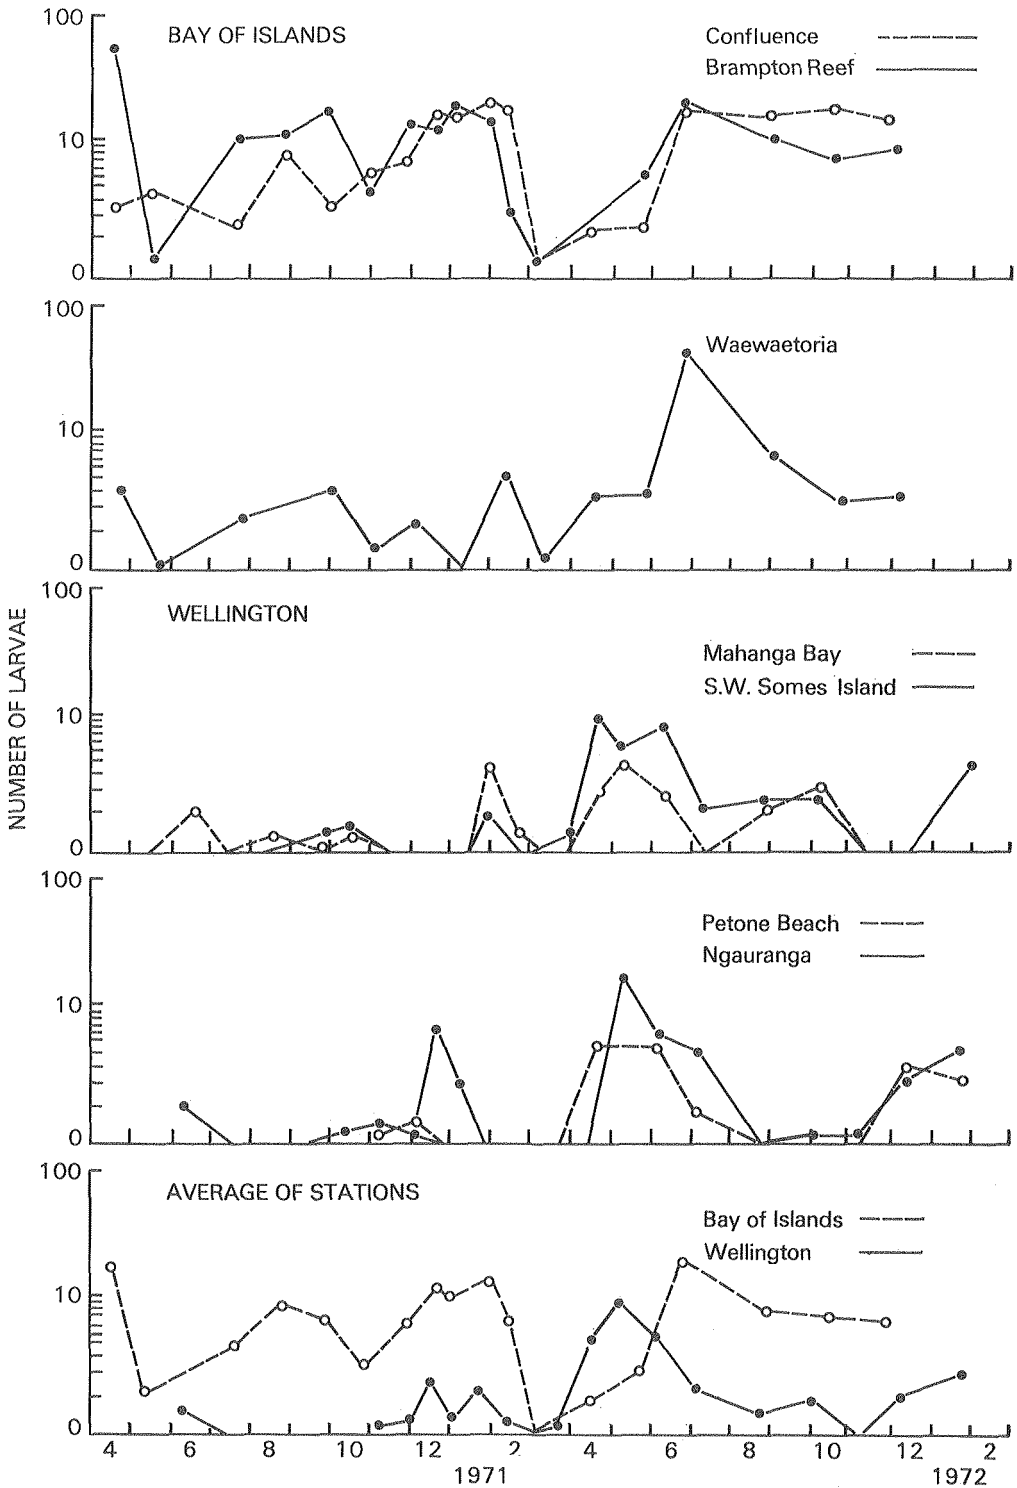 100
BAY OF ISLANDS
Confluence
Brampton Reef
10
0
100
Waewaetoria
10
0
NUMBER OF LARVAE
100
WELLINGTON
Mahanga Bay
S.W. Somes Island
10
0
100
Petone Beach
Ngauranga
10
0
100
AVERAGE OF STATIONS
Bay of Islands
Wellington
10
0
4 6 8 10 12 2 4 6 8 10 12 2
1971 1972